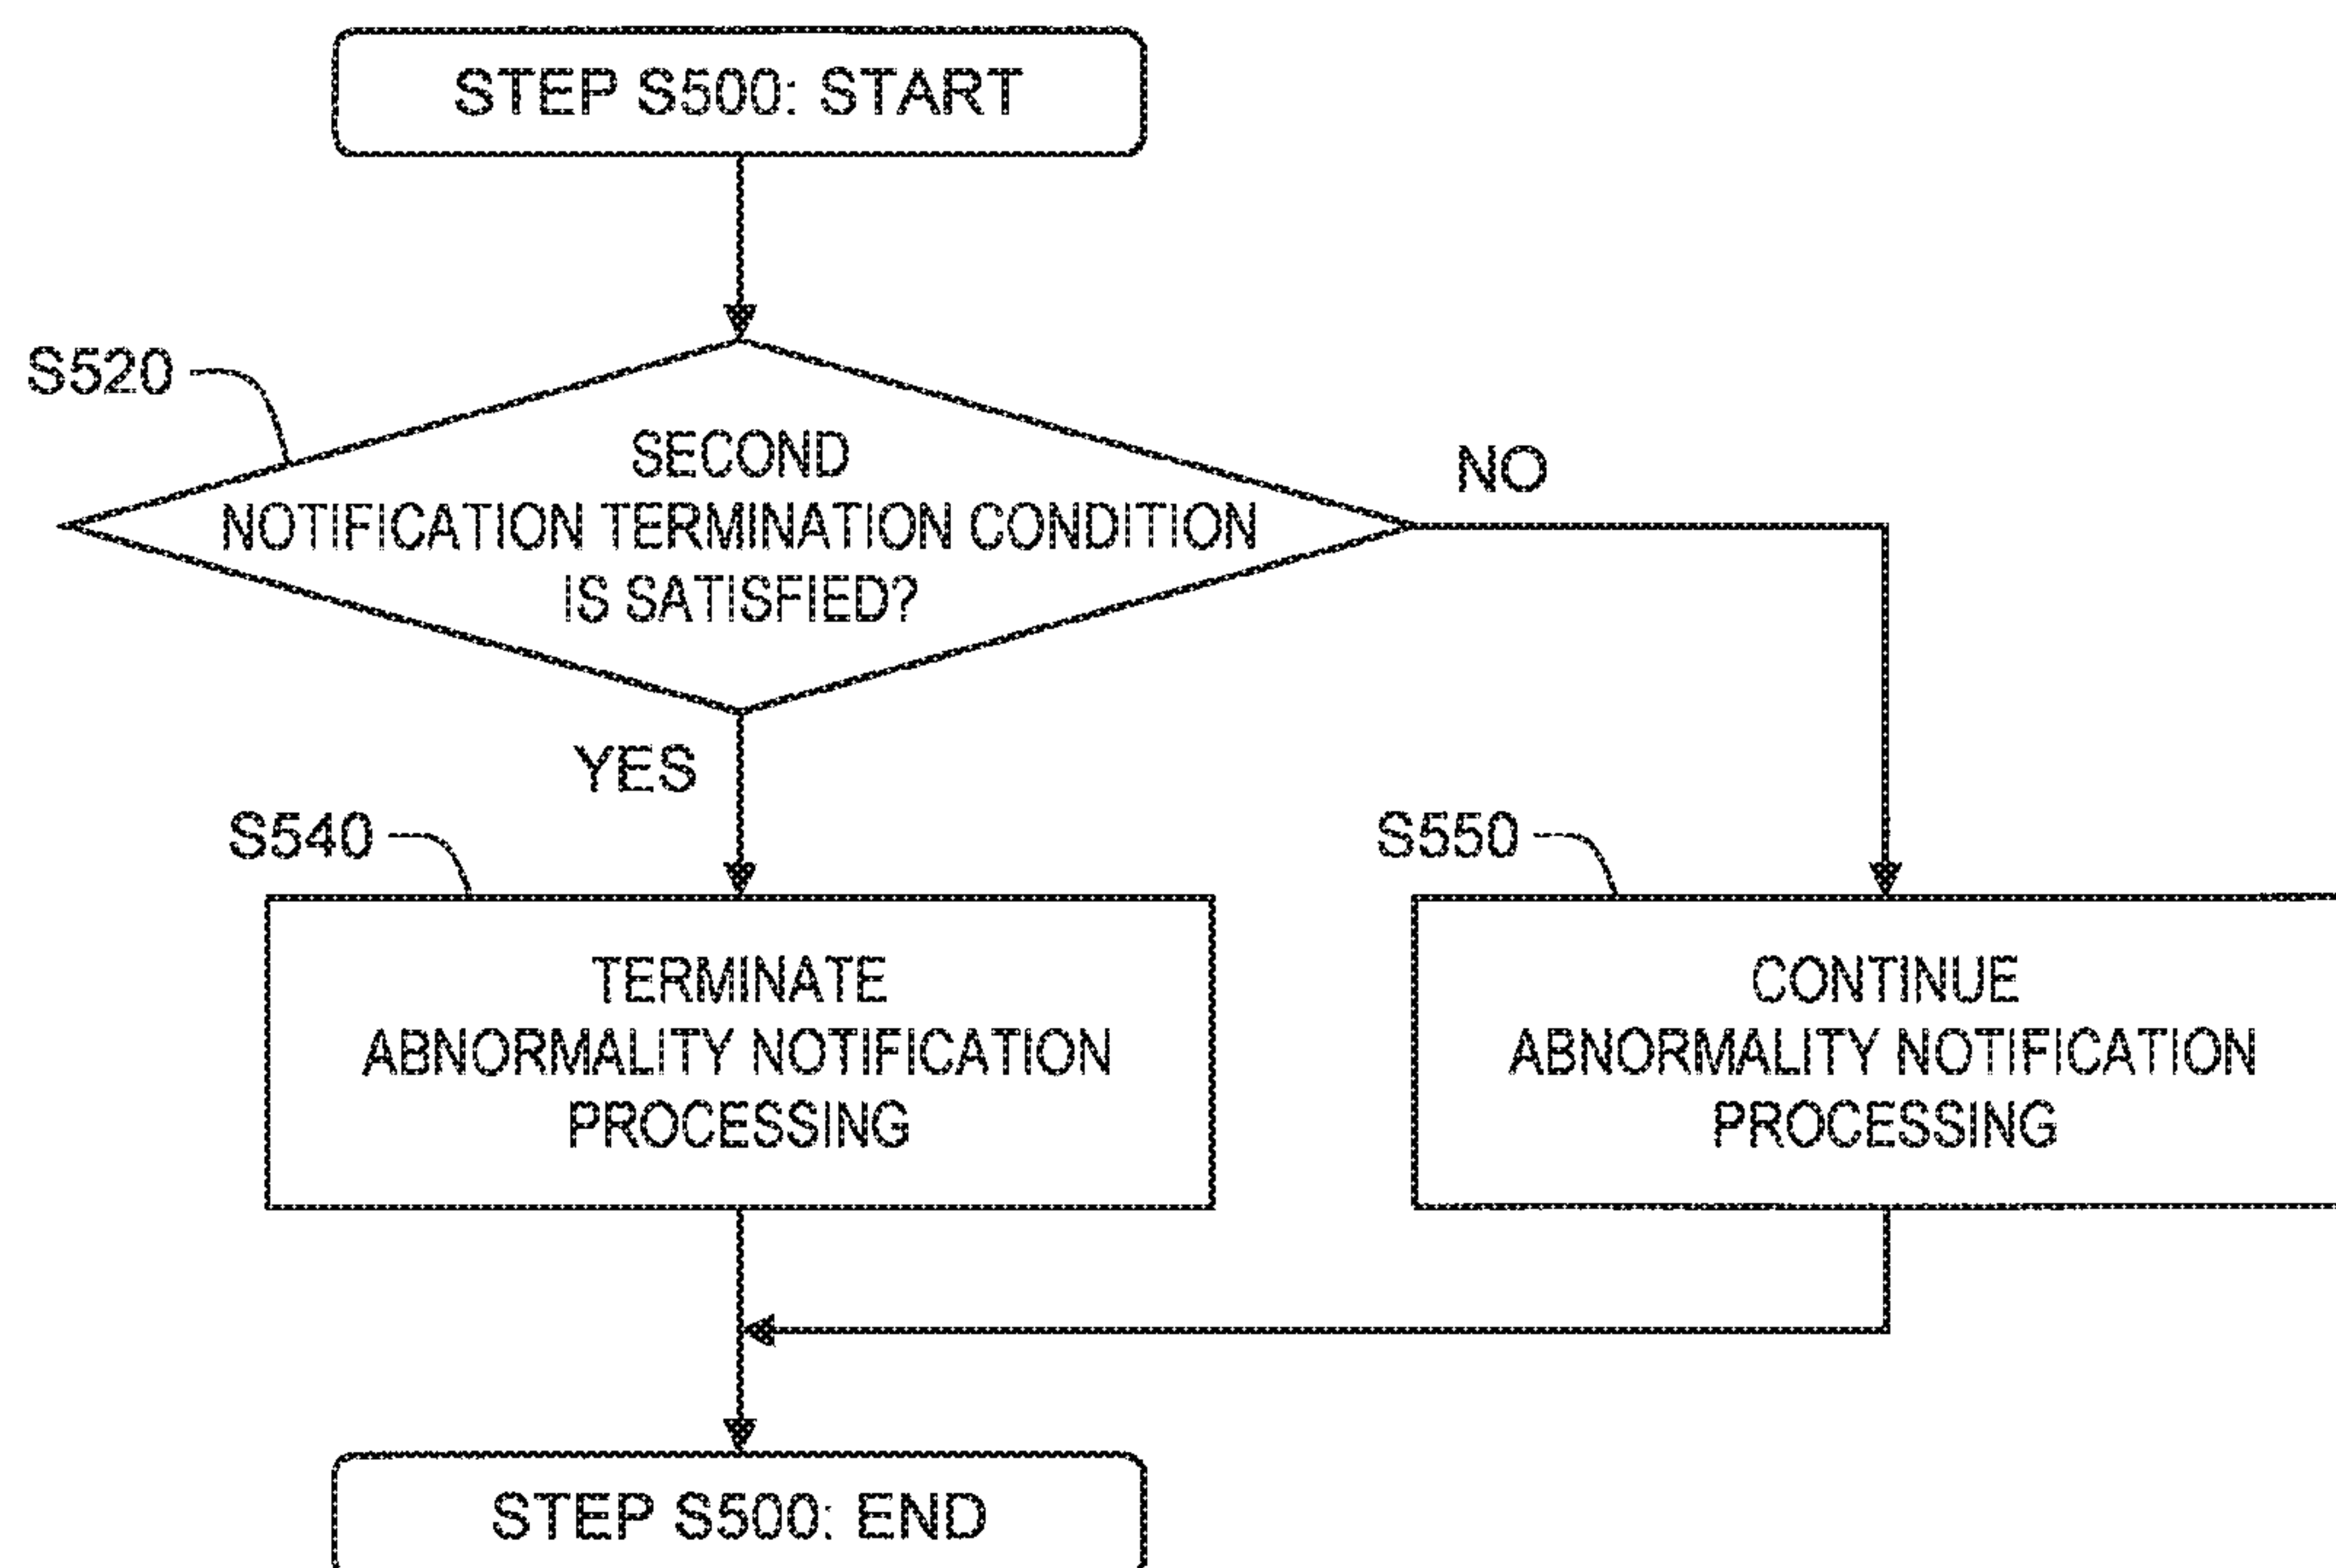 STEP S500: START
S520
SECOND
NOTIFICATION TERMINATION CONDITION
IS SATISFIED?
NO
YES
S540
TERMINATE
ABNORMALITY NOTIFICATION
PROCESSING
S550
CONTINUE
ABNORMALITY NOTIFICATION
PROCESSING
STEP S500: END